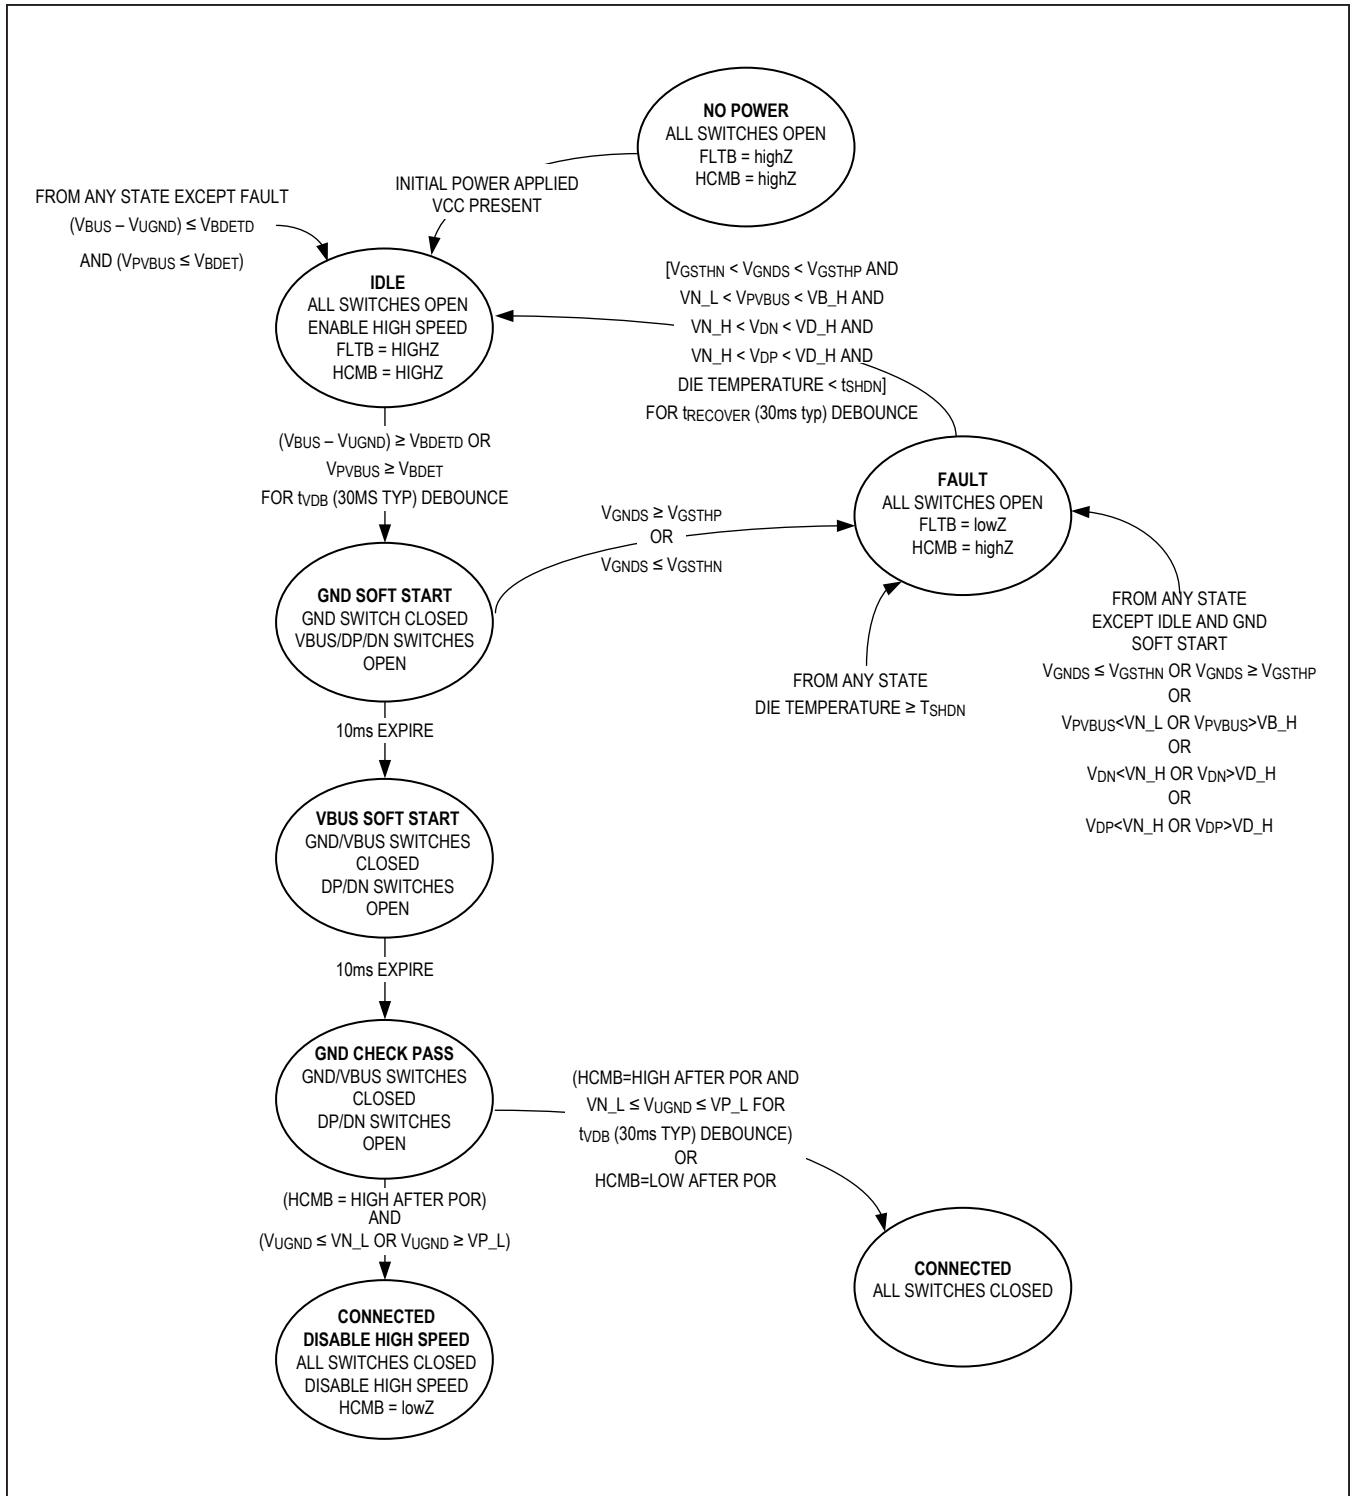 NO POWER
ALL SWITCHES OPEN
FLTB = highZ
HCMB = highZ
INITIAL POWER APPLIED
VCC PRESENT
FROM ANY STATE EXCEPT FAULT
(VBUS – VUGND) ≤ VBDETD
AND (VPVBUS ≤ VBDET)
IDLE
ALL SWITCHES OPEN
ENABLE HIGH SPEED
FLTB = HIGHZ
HCMB = HIGHZ
[VGSTHN < VGNDS < VGSTHP AND
VN_L < VPVBUS < VB_H AND
VN_H < VDN < VD_H AND
VN_H < VDP < VD_H AND
DIE TEMPERATURE < tSHDN]
FOR tRECOVER (30ms typ) DEBOUNCE
(VBUS – VUGND) ≥ VBDETD OR
VPVBUS ≥ VBDET
FOR tVDB (30MS TYP) DEBOUNCE
FAULT
ALL SWITCHES OPEN
FLTB = lowZ
HCMB = highZ
VGNDS ≥ VGSTHP
OR
VGNDS ≤ VGSTHN
GND SOFT START
GND SWITCH CLOSED
VBUS/DP/DN SWITCHES
OPEN
FROM ANY STATE
DIE TEMPERATURE ≥ TSHDN
FROM ANY STATE
EXCEPT IDLE AND GND
SOFT START
VGNDS ≤ VGSTHN OR VGNDS ≥ VGSTHP
OR
VPVBUS<VN_L OR VPVBUS>VB_H
OR
VDN<VN_H OR VDN>VD_H
OR
VDP<VN_H OR VDP>VD_H
10ms EXPIRE
VBUS SOFT START
GND/VBUS SWITCHES
CLOSED
DP/DN SWITCHES
OPEN
10ms EXPIRE
GND CHECK PASS
GND/VBUS SWITCHES
CLOSED
DP/DN SWITCHES
OPEN
(HCMB=HIGH AFTER POR AND
VN_L ≤ VUGND ≤ VP_L FOR
tVDB (30ms TYP) DEBOUNCE)
OR
HCMB=LOW AFTER POR
(HCMB = HIGH AFTER POR)
AND
(VUGND ≤ VN_L OR VUGND ≥ VP_L)
CONNECTED
ALL SWITCHES CLOSED
CONNECTED
DISABLE HIGH SPEED
ALL SWITCHES CLOSED
DISABLE HIGH SPEED
HCMB = lowZ